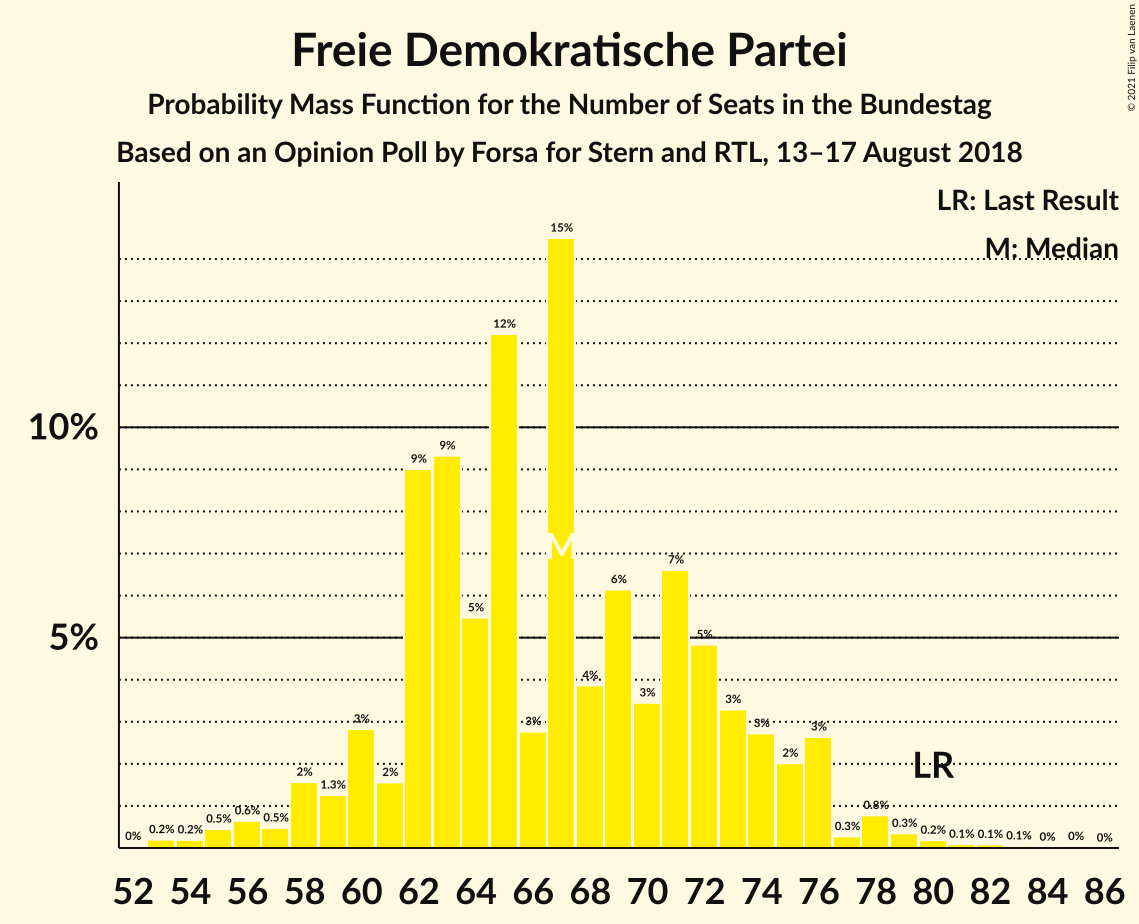 Freie Demokratische Partei
Probability Mass Function for the Number of Seats in the Bundestag
Based on an Opinion Poll by Forsa for Stern and RTL, 13–17 August 2018
© 2021 Filip van Laenen
LR: Last Result
M: Median
10%
5%
0% 0.2% 0.2% 0.5% 0.6% 0.5% 2% 1.3% 3% 2% 9% 9% 5% 12% 3% 15% 4% 6% 3% 7% 5% 3% 3% 2% 3% 0.3% 0.8% 0.3% 0.2% 0.1% 0.1% 0.1% 0% 0% 0%
M
LR
52 54 56 58 60 62 64 66 68 70 72 74 76 78 80 82 84 86